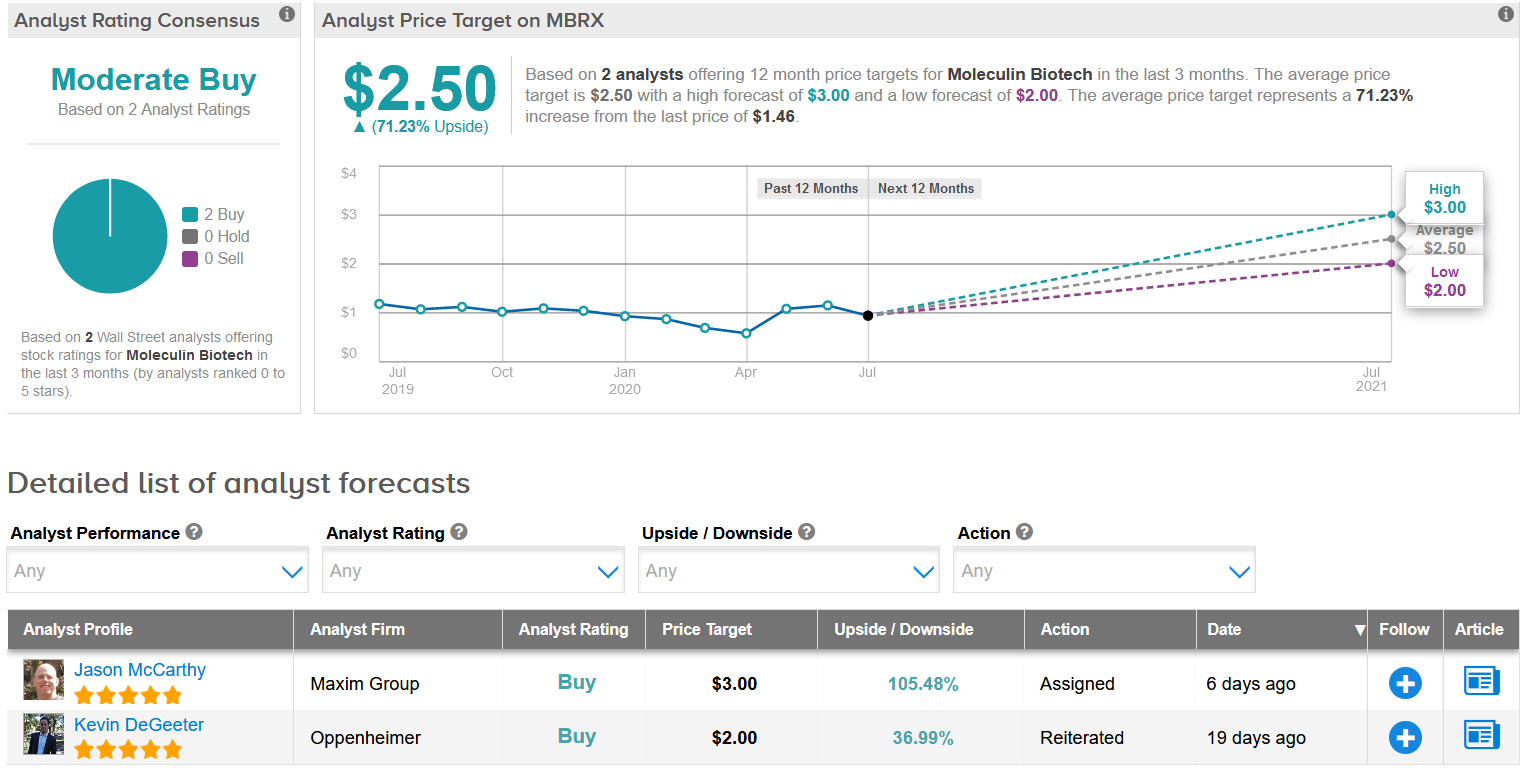 Analyst Rating Consensus
Moderate Buy
Based on 2 Analyst Ratings
2 Buy
0 Hold
0 Sell
Based on 2 Wall Street analysts offering
stock ratings for Moleculin Biotech in
the last 3 months (by analysts ranked 0 to
5 stars).
Analyst Price Target on MBRX
$2.50
▲ (71.23% Upside)
Based on 2 analysts offering 12 month price targets for Moleculin Biotech in the last 3 months. The average price
target is $2.50 with a high forecast of $3.00 and a low forecast of $2.00. The average price target represents a 71.23%
increase from the last price of $1.46.
$4
$3
$2
$1
$0
Past 12 Months
Next 12 Months
High
$3.00
Average
$2.50
Low
$2.00
Jul
2019
Oct
Jan
2020
Apr
Jul
Jul
2021
Detailed list of analyst forecasts
Analyst Performance ?
Analyst Rating ?
Upside / Downside ?
Action ?
Any
Any
Any
Any
Analyst Profile Analyst Firm Analyst Rating Price Target Upside / Downside Action Date ▼ Follow Article
Jason McCarthy Maxim Group Buy $3.00 105.48% Assigned 6 days ago
Kevin DeGeeter Oppenheimer Buy $2.00 36.99% Reiterated 19 days ago